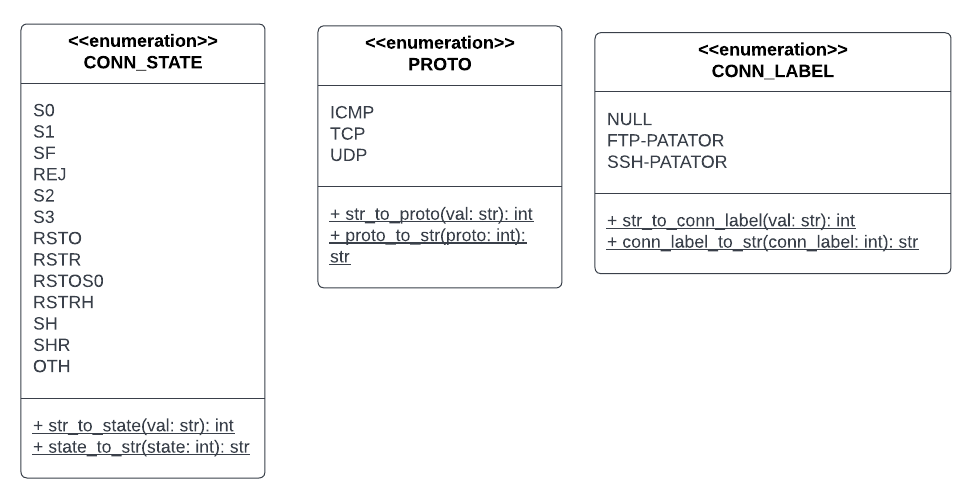 <<enumeration>>
CONN_STATE
S0
S1
SF
REJ
S2
S3
RSTO
RSTR
RSTOS0
RSTRH
SH
SHR
OTH
+ str_to_state(val: str): int
+ state_to_str(state: int): str
<<enumeration>>
PROTO
ICMP
TCP
UDP
+ str_to_proto(val: str): int
+ proto_to_str(proto: int):
str
<<enumeration>>
CONN_LABEL
NULL
FTP-PATATOR
SSH-PATATOR
+ str_to_conn_label(val: str): int
+ conn_label_to_str(conn_label: int): str